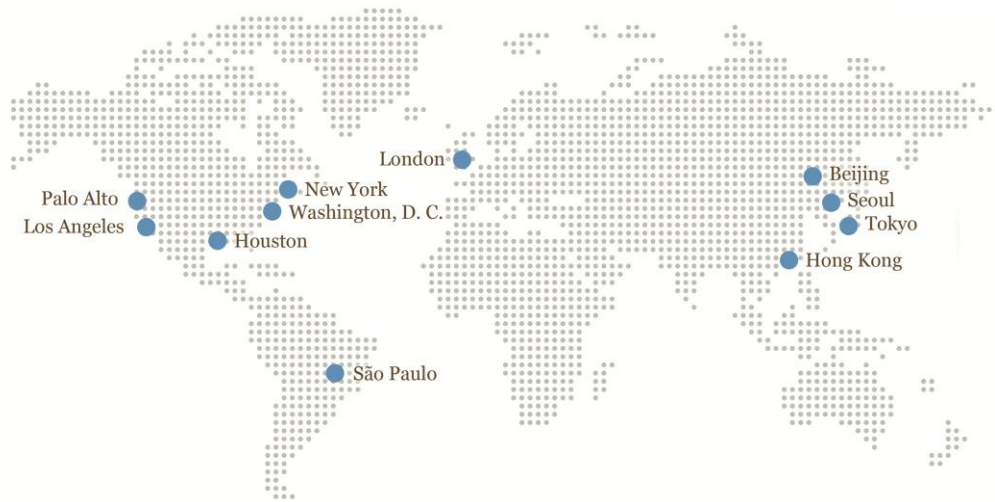 London
Beijing
New York
Palo Alto
Seoul
Washington, D. C.
Tokyo
Los Angeles
Houston
Hong Kong
São Paulo